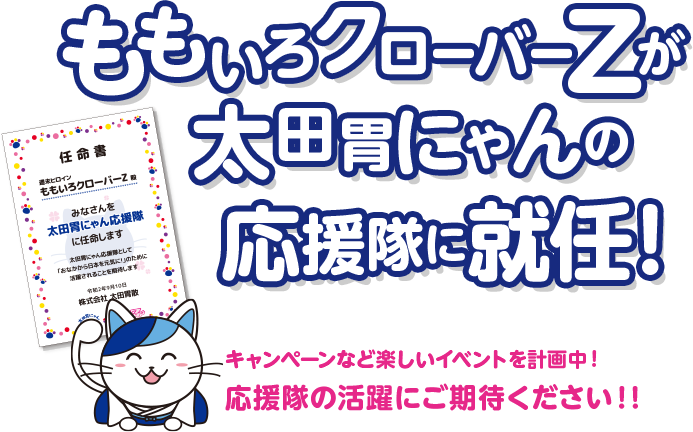 ももいろクローバーZが
太田胃にゃんの
応援隊に就任!
任命書
週末ヒロイン
ももいろクローバーZ 殿
みなさんを
太田胃にゃん応援隊
に任命します
太田胃にゃん応援隊として
「おなかから日本を元気に!」のために
活躍されることを期待します
令和2年9月10日
株式会社 太田胃散
キャンペーンなど楽しいイベントを計画中!
応援隊の活躍にご期待ください!!